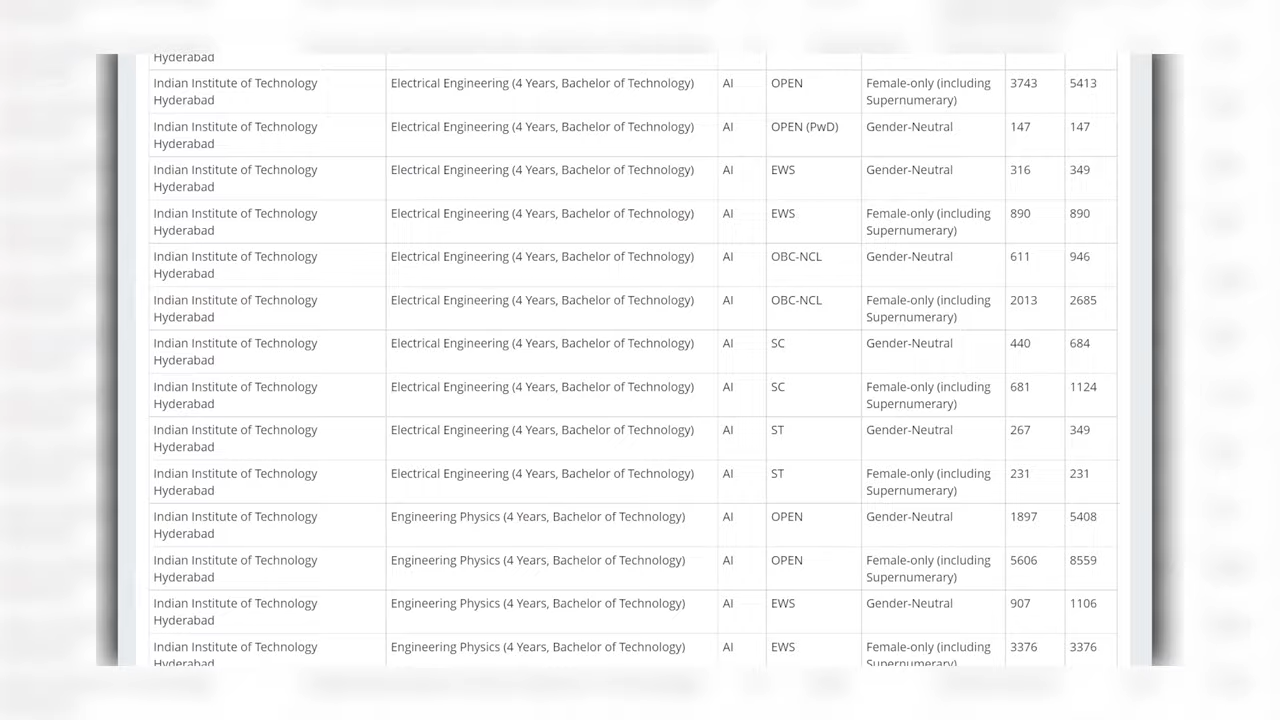 Hyderabad
Indian Institute of Technology Electrical Engineering (4 Years, Bachelor of Technology) AI OPEN Female-only (including 3743 5413
Hyderabad Supernumerary)
Indian Institute of Technology Electrical Engineering (4 Years, Bachelor of Technology) AI OPEN (PwD) Gender-Neutral 147 147
Hyderabad
Indian Institute of Technology Electrical Engineering (4 Years, Bachelor of Technology) AI EWS Gender-Neutral 316 349
Hyderabad
Indian Institute of Technology Electrical Engineering (4 Years, Bachelor of Technology) AI EWS Female-only (including 890 890
Hyderabad Supernumerary)
Indian Institute of Technology Electrical Engineering (4 Years, Bachelor of Technology) AI OBC-NCL Gender-Neutral 611 946
Hyderabad
Indian Institute of Technology Electrical Engineering (4 Years, Bachelor of Technology) AI OBC-NCL Female-only (including 2013 2685
Hyderabad Supernumerary)
Indian Institute of Technology Electrical Engineering (4 Years, Bachelor of Technology) AI SC Gender-Neutral 440 684
Hyderabad
Indian Institute of Technology Electrical Engineering (4 Years, Bachelor of Technology) AI SC Female-only (including 681 1124
Hyderabad Supernumerary)
Indian Institute of Technology Electrical Engineering (4 Years, Bachelor of Technology) AI ST Gender-Neutral 267 349
Hyderabad
Indian Institute of Technology Electrical Engineering (4 Years, Bachelor of Technology) AI ST Female-only (including 231 231
Hyderabad Supernumerary)
Indian Institute of Technology Engineering Physics (4 Years, Bachelor of Technology) AI OPEN Gender-Neutral 1897 5408
Hyderabad
Indian Institute of Technology Engineering Physics (4 Years, Bachelor of Technology) AI OPEN Female-only (including 5606 8559
Hyderabad Supernumerary)
Indian Institute of Technology Engineering Physics (4 Years, Bachelor of Technology) AI EWS Gender-Neutral 907 1106
Hyderabad
Indian Institute of Technology Engineering Physics (4 Years, Bachelor of Technology) AI EWS Female-only (including 3376 3376
Hyderabad Supernumerary)